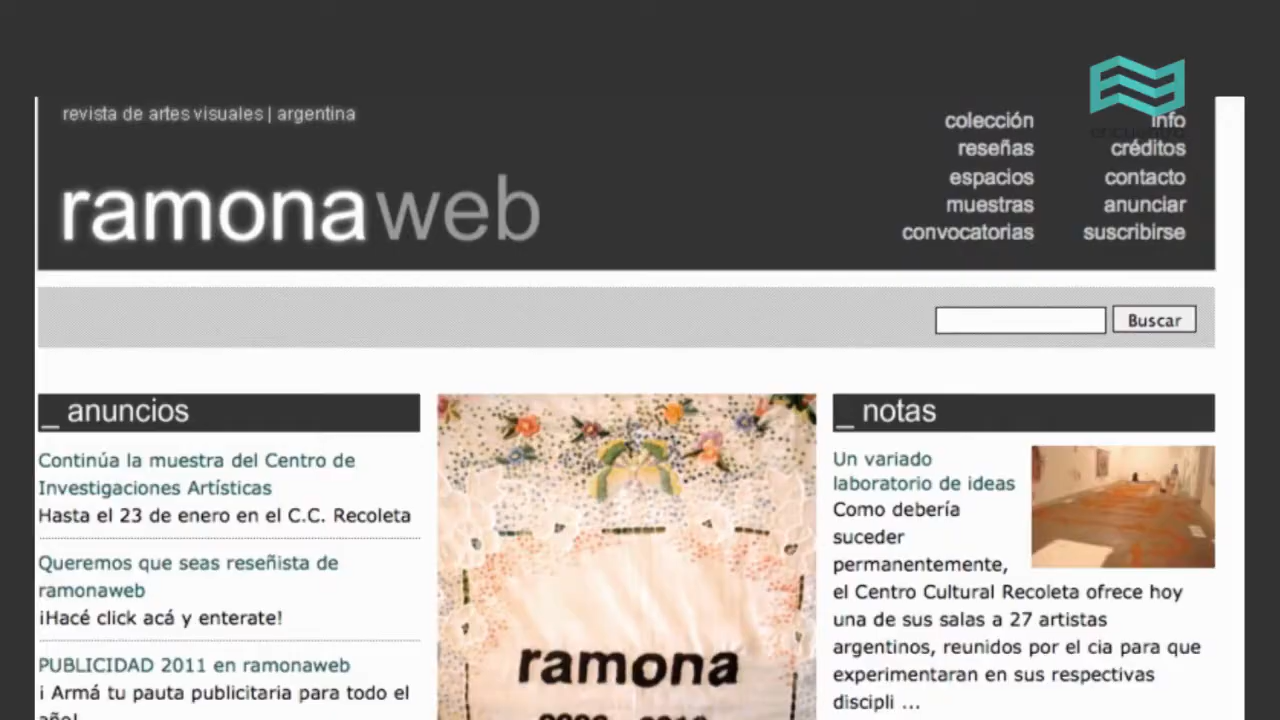 revista de artes visuales | argentina
ramonaweb
colección
reseñas
espacios
muestras
convocatorias
info
créditos
contacto
anunciar
suscribirse
encuentro
Buscar
_ anuncios
Continúa la muestra del Centro de
Investigaciones Artísticas
Hasta el 23 de enero en el C.C. Recoleta
Queremos que seas reseñista de
ramonaweb
¡Hacé click acá y enterate!
PUBLICIDAD 2011 en ramonaweb
¡ Armá tu pauta publicitaria para todo el
año!
ramona
_ notas
Un variado
laboratorio de ideas
Como debería
suceder
permanentemente,
el Centro Cultural Recoleta ofrece hoy
una de sus salas a 27 artistas
argentinos, reunidos por el cia para que
experimentaran en sus respectivas
discipli ...